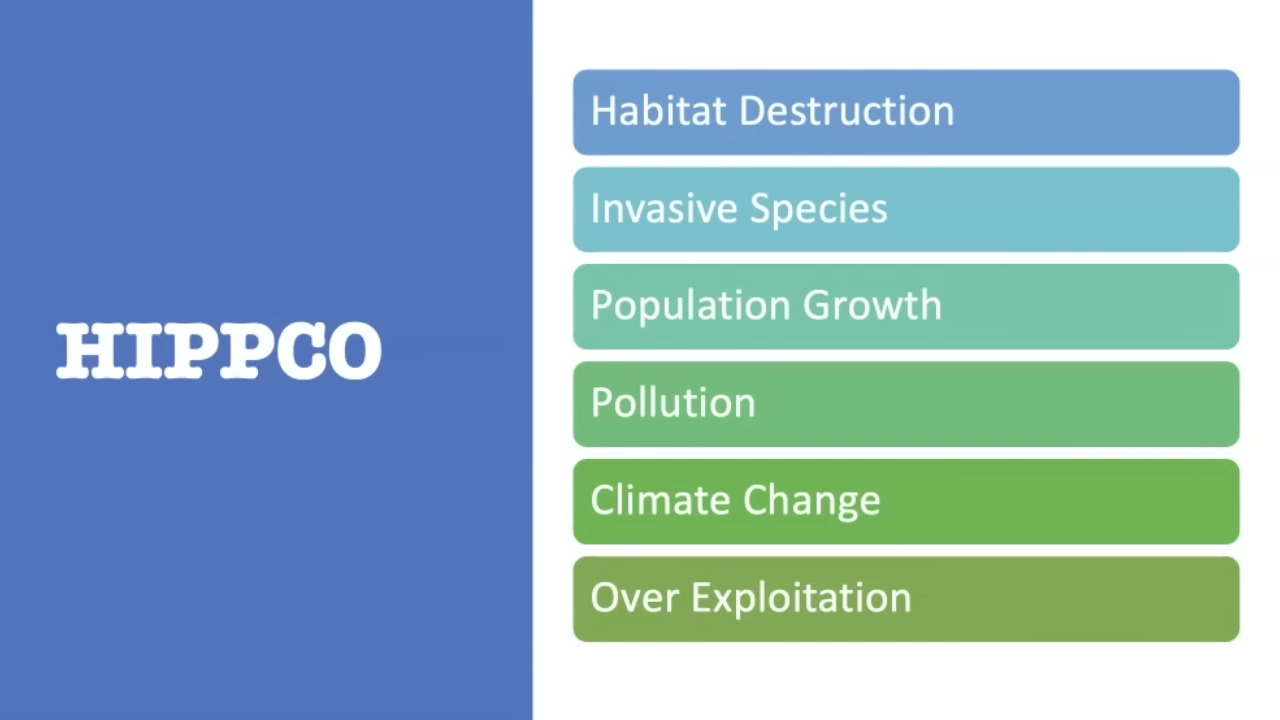 HIPPCO
Habitat Destruction
Invasive Species
Population Growth
Pollution
Climate Change
Over Exploitation